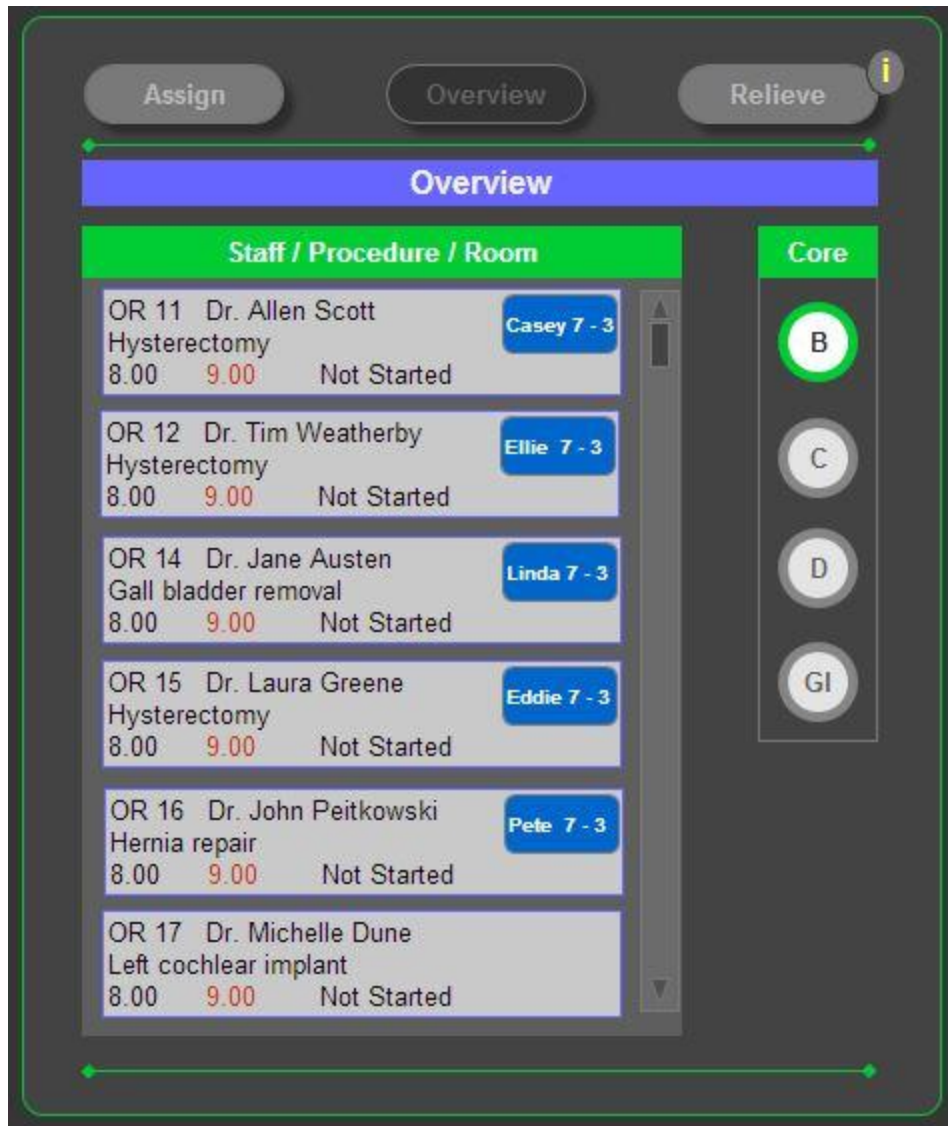 Assign Overview Relieve i
Overview
Staff / Procedure / Room
OR 11 Dr. Allen Scott Casey 7 - 3
Hysterectomy
8.00 9.00 Not Started
OR 12 Dr. Tim Weatherby Ellie 7 - 3
Hysterectomy
8.00 9.00 Not Started
OR 14 Dr. Jane Austen Linda 7 - 3
Gall bladder removal
8.00 9.00 Not Started
OR 15 Dr. Laura Greene Eddie 7 - 3
Hysterectomy
8.00 9.00 Not Started
OR 16 Dr. John Peitkowski Pete 7 - 3
Hernia repair
8.00 9.00 Not Started
OR 17 Dr. Michelle Dune
Left cochlear implant
8.00 9.00 Not Started
Core
B
C
D
GI